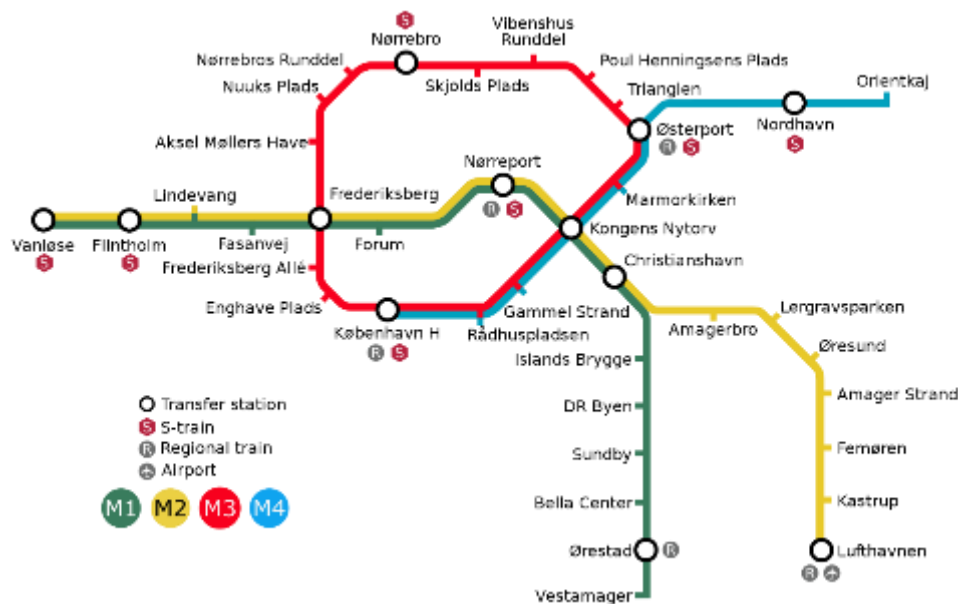 S
Nørrebro
Vibenshus
Runddel
Nørrebros Runddel
Poul Henningsens Plads
Nuuks Plads
Skjolds Plads
Trianglen
Orientkaj
Aksel Møllers Have
Østerport
R S
Nordhavn
S
Nørreport
R S
Lindevang
Frederiksberg
Marmorkirken
Vanløse
S
Flintholm
S
Fasanvej
Forum
Kongens Nytorv
Frederiksberg Allé
Christianshavn
Enghave Plads
København H
R S
Gammel Strand
Rådhuspladsen
Amagerbro
Lergravsparken
Øresund
Islands Brygge
Amager Strand
DR Byen
Femøren
Sundby
Kastrup
Bella Center
Ørestad
R
Lufthavnen
R
Vestamager
Transfer station
S S-train
R Regional train
Airport
M1 M2 M3 M4